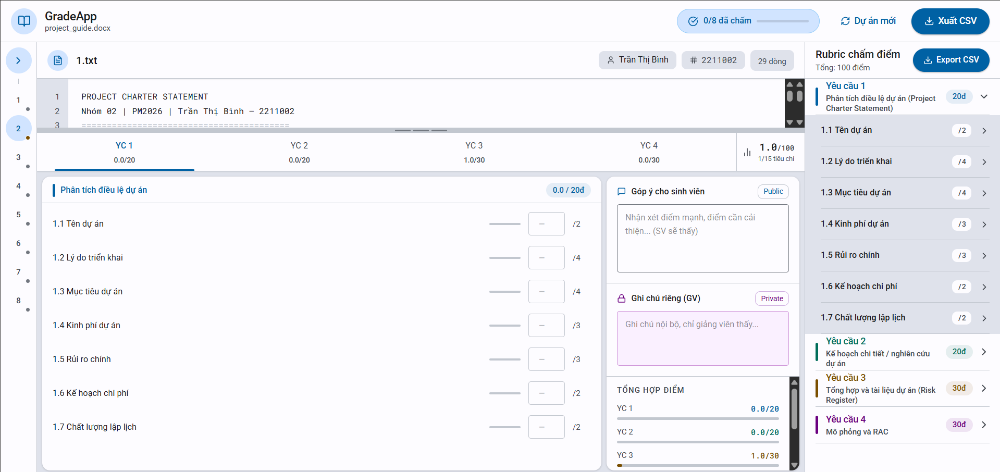 GradeApp
project_guide.docx
0/8 đã chấm
Dự án mới
Xuất CSV
1
2
3
4
5
6
7
8
1.txt
Trần Thị Bình
# 2211002
29 dòng
1 PROJECT CHARTER STATEMENT
2 Nhóm 02 | PM2026 | Trần Thị Bình – 2211002
3 =========================================
YC 1
0.0/20
YC 2
0.0/20
YC 3
1.0/30
YC 4
0.0/30
1.0/100
1/15 tiêu chí
Phân tích điều lệ dự án
0.0 / 20đ
1.1 Tên dự án – /2
1.2 Lý do triển khai – /4
1.3 Mục tiêu dự án – /4
1.4 Kinh phí dự án – /3
1.5 Rủi ro chính – /3
1.6 Kế hoạch chi phí – /2
1.7 Chất lượng lập lịch – /2
Góp ý cho sinh viên
Public
Nhận xét điểm mạnh, điểm cần cải
thiện... (SV sẽ thấy)
Ghi chú riêng (GV)
Private
Ghi chú nội bộ, chỉ giảng viên thấy...
TỔNG HỢP ĐIỂM
YC 1 0.0/20
YC 2 0.0/20
YC 3 1.0/30
Rubric chấm điểm
Tổng: 100 điểm
Export CSV
Yêu cầu 1
Phân tích điều lệ dự án (Project
Charter Statement)
20đ
1.1 Tên dự án /2
1.2 Lý do triển khai /4
1.3 Mục tiêu dự án /4
1.4 Kinh phí dự án /3
1.5 Rủi ro chính /3
1.6 Kế hoạch chi phí /2
1.7 Chất lượng lập lịch /2
Yêu cầu 2
Kế hoạch chi tiết / nghiên cứu
dự án
20đ
Yêu cầu 3
Tổng hợp và tài liệu dự án (Risk
Register)
30đ
Yêu cầu 4
Mô phỏng và RAC
30đ